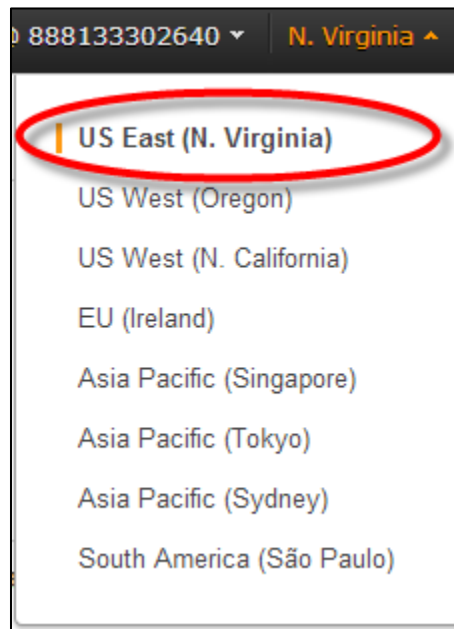 @ 888133302640 N. Virginia
US East (N. Virginia)
US West (Oregon)
US West (N. California)
EU (Ireland)
Asia Pacific (Singapore)
Asia Pacific (Tokyo)
Asia Pacific (Sydney)
South America (São Paulo)